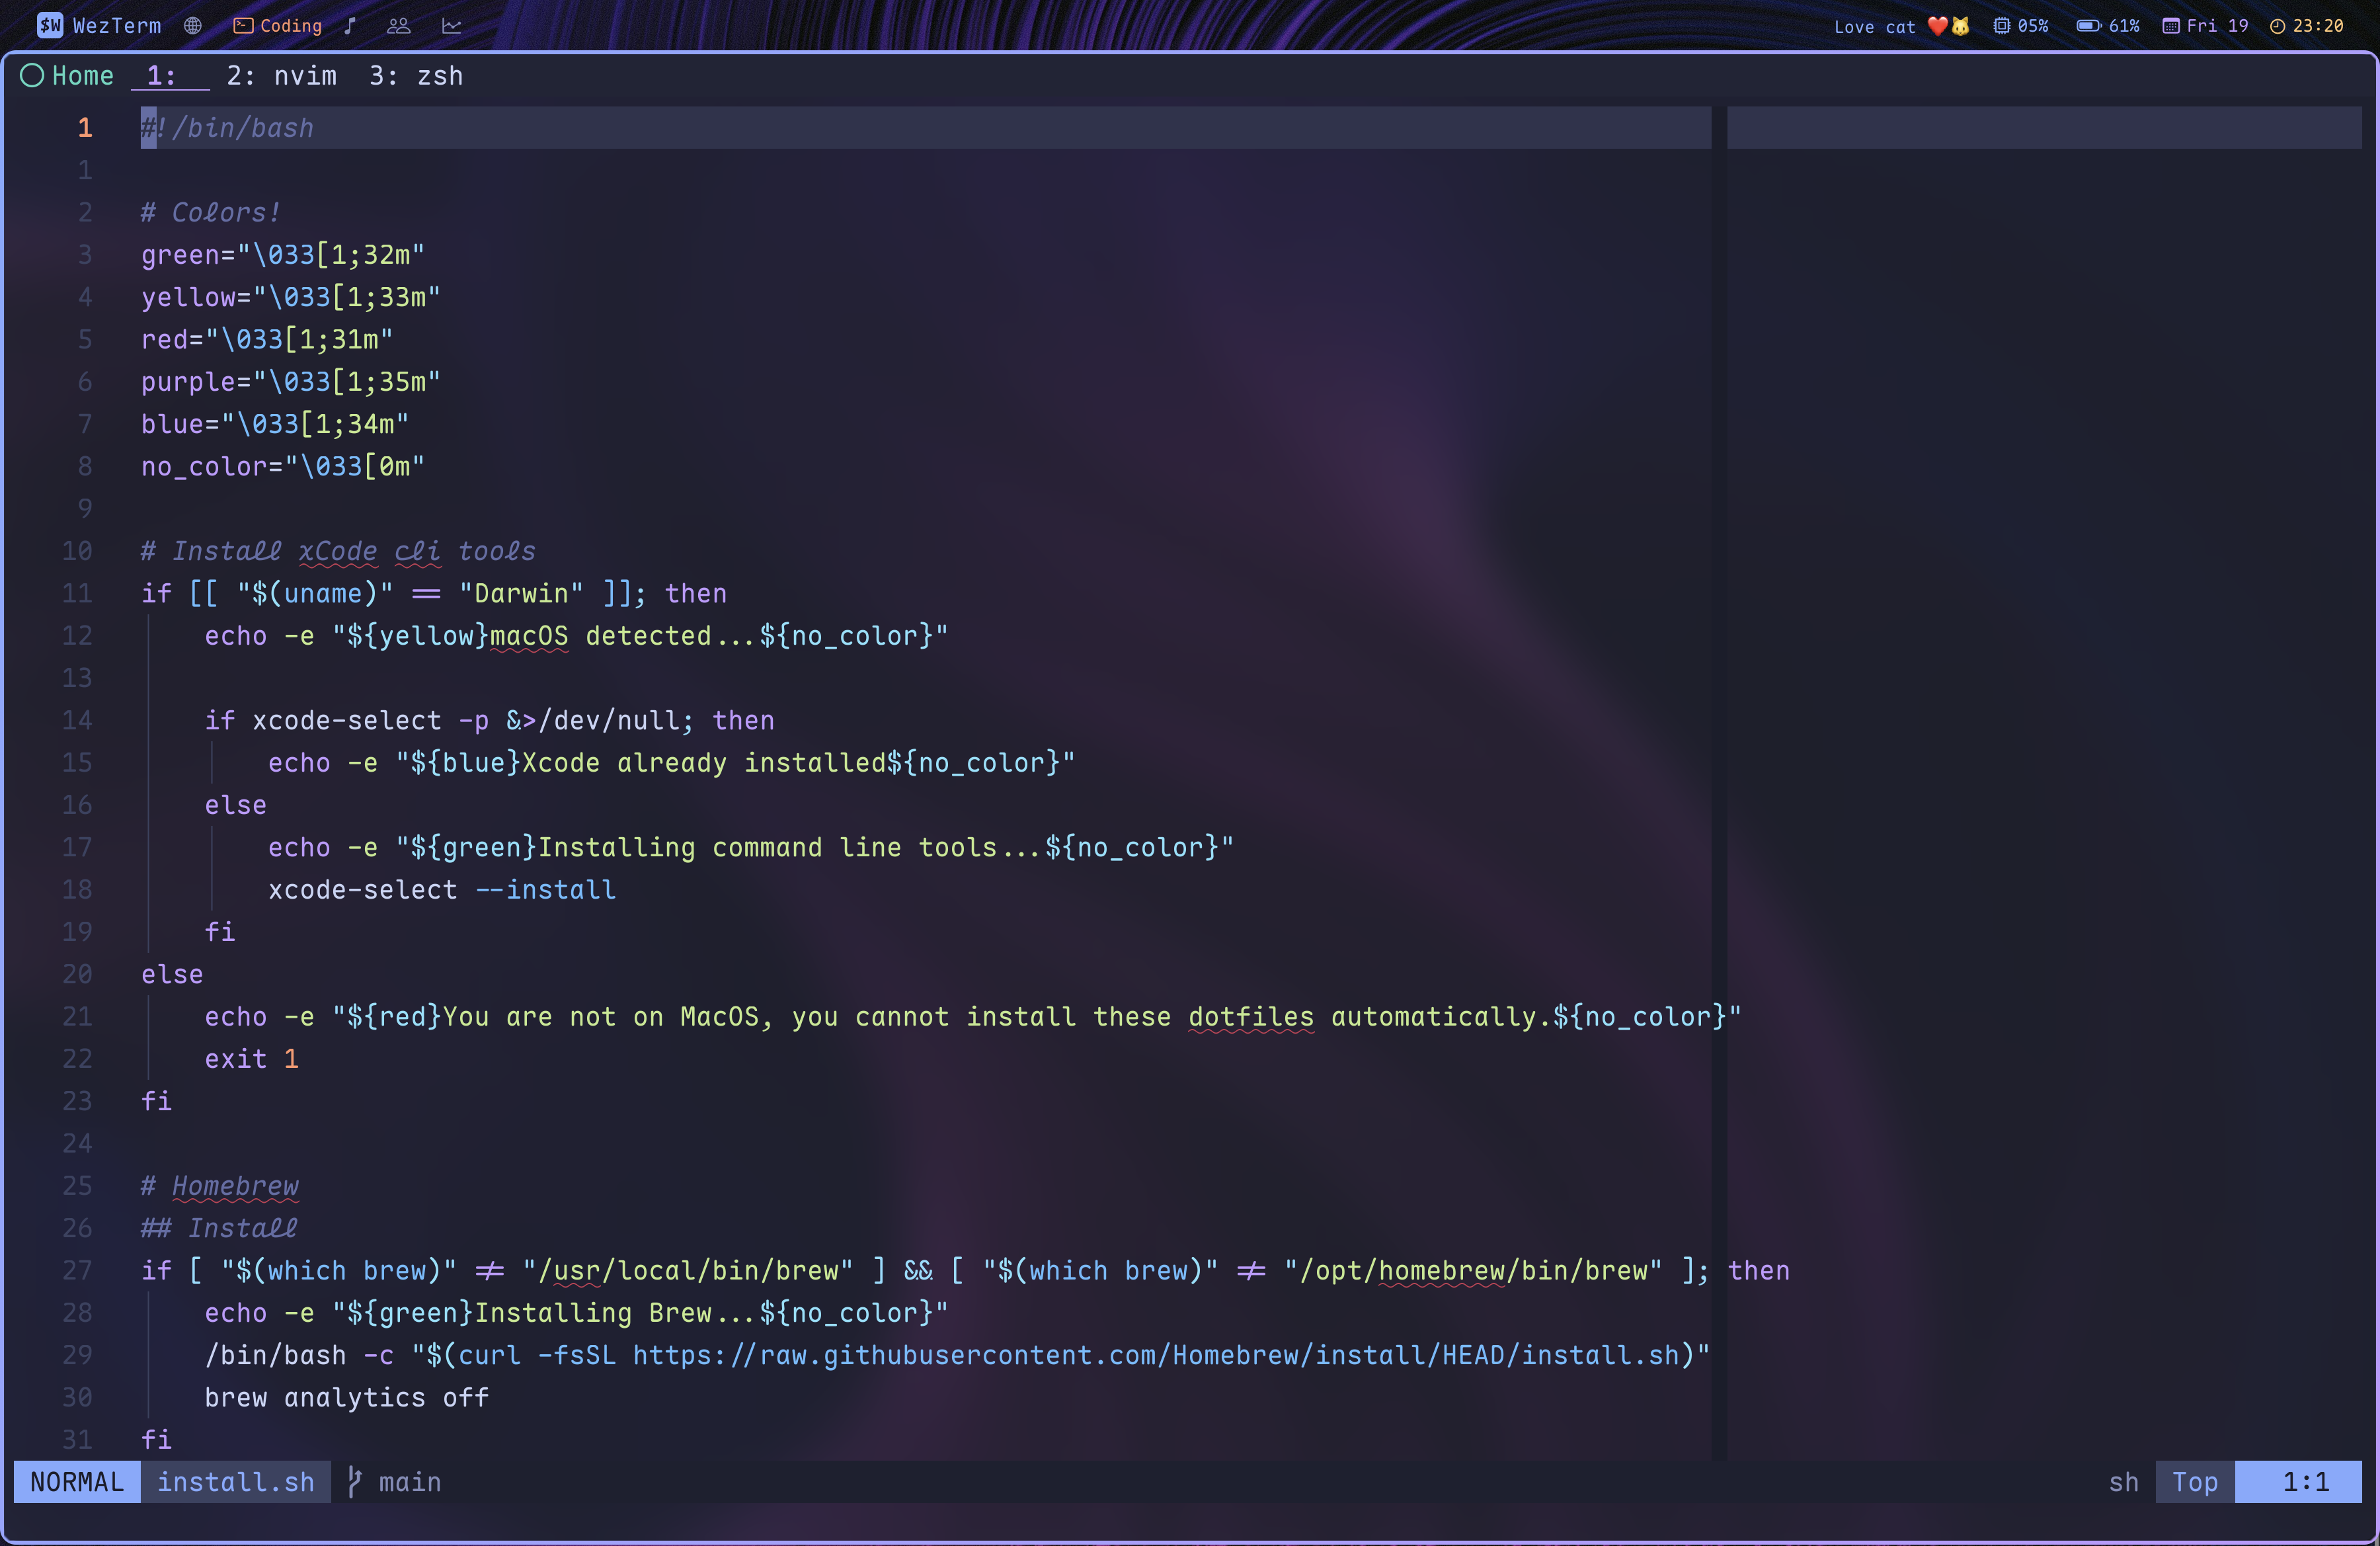 $W WezTerm Coding Love cat ❤️🐱 05% 61% Fri 19 23:20
Home 1: 2: nvim 3: zsh
1 #!/bin/bash
1
2 # Colors!
3 green="\033[1;32m"
4 yellow="\033[1;33m"
5 red="\033[1;31m"
6 purple="\033[1;35m"
7 blue="\033[1;34m"
8 no_color="\033[0m"
9
10 # Install xCode cli tools
11 if [[ "$(uname)" == "Darwin" ]]; then
12     echo -e "${yellow}macOS detected...${no_color}"
13
14     if xcode-select -p &>/dev/null; then
15         echo -e "${blue}Xcode already installed${no_color}"
16     else
17         echo -e "${green}Installing command line tools...${no_color}"
18         xcode-select --install
19     fi
20 else
21     echo -e "${red}You are not on MacOS, you cannot install these dotfiles automatically.${no_color}"
22     exit 1
23 fi
24
25 # Homebrew
26 ## Install
27 if [ "$(which brew)" != "/usr/local/bin/brew" ] && [ "$(which brew)" != "/opt/homebrew/bin/brew" ]; then
28     echo -e "${green}Installing Brew...${no_color}"
29     /bin/bash -c "$(curl -fsSL https://raw.githubusercontent.com/Homebrew/install/HEAD/install.sh)"
30     brew analytics off
31 fi
NORMAL install.sh main sh Top 1:1